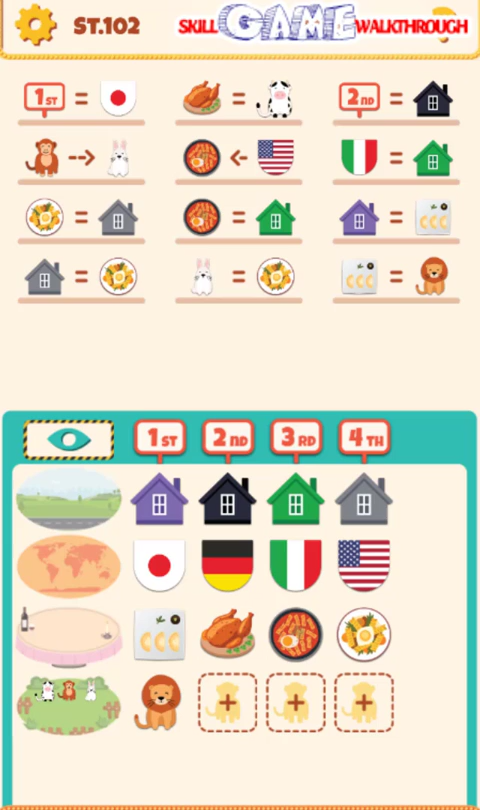 ST.102
SKILL GAME WALKTHROUGH
1ST = = 2ND =
--> <- =
= = =
= = =
1ST 2ND 3RD 4TH